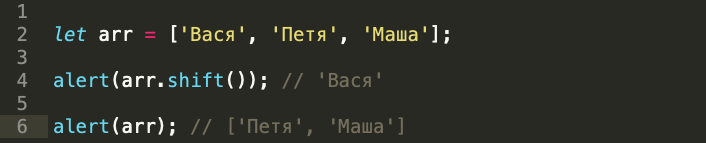 1
2 let arr = ['Вася', 'Петя', 'Маша'];
3
4 alert(arr.shift()); // 'Вася'
5
6 alert(arr); // ['Петя', 'Маша']